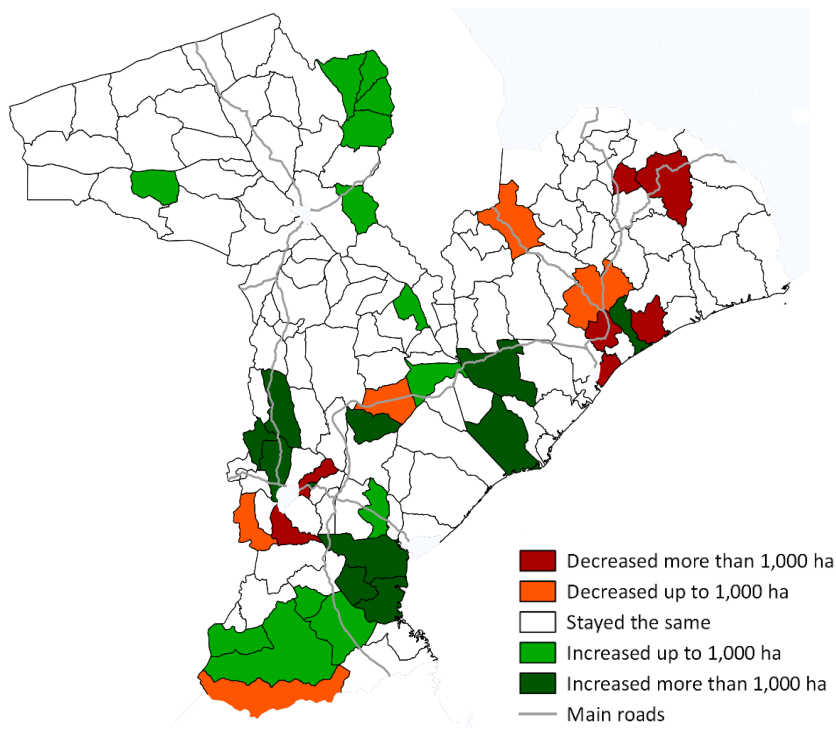 Decreased more than 1,000 ha
Decreased up to 1,000 ha
Stayed the same
Increased up to 1,000 ha
Increased more than 1,000 ha
Main roads